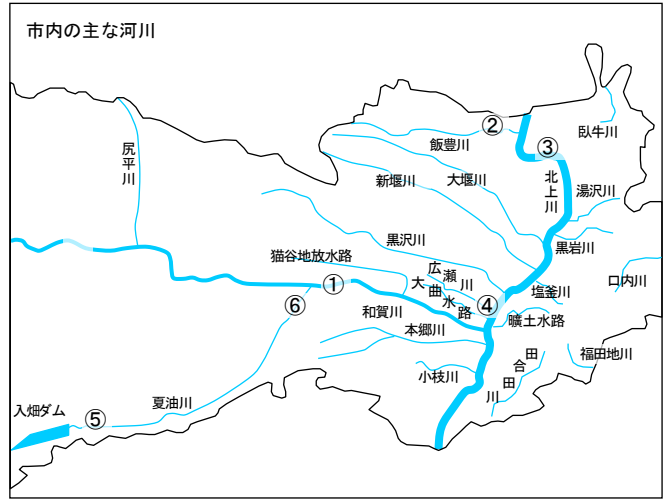 市内の主な河川
②
臥牛川
飯豊川
③
尻平川
北上川
新堰川
大堰川
湯沢川
黒沢川
黒岩川
猫谷地放水路
広瀬川
口内川
①
大曲水路
塩釜川
⑥
④
和賀川
曠土水路
本郷川
福田地川
田合田川
小枝川
夏油川
入畑ダム
⑤